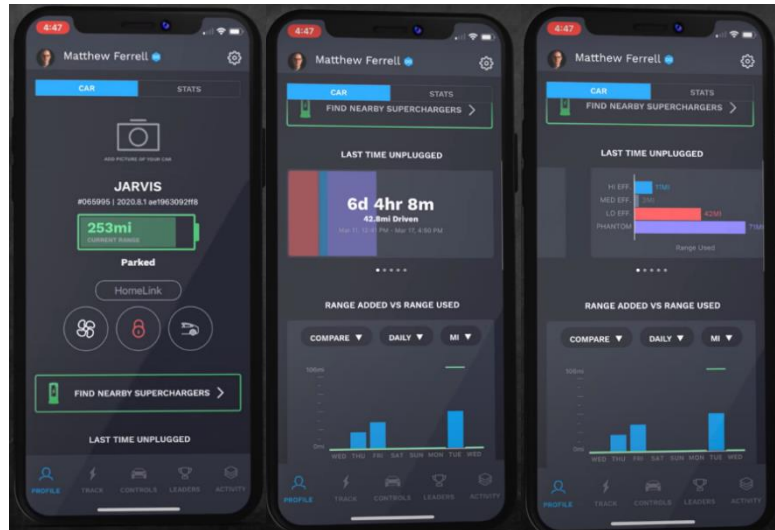 4:47
Matthew Ferrell
CAR STATS
ADD PICTURE OF YOUR CAR
JARVIS
#065995 | 2020.8.1 ae1963092ff8
253mi
CURRENT RANGE
Parked
HomeLink
FIND NEARBY SUPERCHARGERS
LAST TIME UNPLUGGED
PROFILE TRACK CONTROLS LEADERS ACTIVITY
4:47
Matthew Ferrell
CAR STATS
FIND NEARBY SUPERCHARGERS
LAST TIME UNPLUGGED
6d 4hr 8m
42.8mi Driven
RANGE ADDED VS RANGE USED
COMPARE DAILY MI
100mi
0mi
WED THU FRI SAT SUN MON TUE WED
PROFILE TRACK CONTROLS LEADERS ACTIVITY
4:47
Matthew Ferrell
CAR STATS
FIND NEARBY SUPERCHARGERS
LAST TIME UNPLUGGED
HI EFF. 11MI
MED EFF.
LO EFF. 42MI
PHANTOM 71MI
Range Used
RANGE ADDED VS RANGE USED
COMPARE DAILY MI
100mi
0mi
WED THU FRI SAT SUN MON TUE WED
PROFILE TRACK CONTROLS LEADERS ACTIVITY